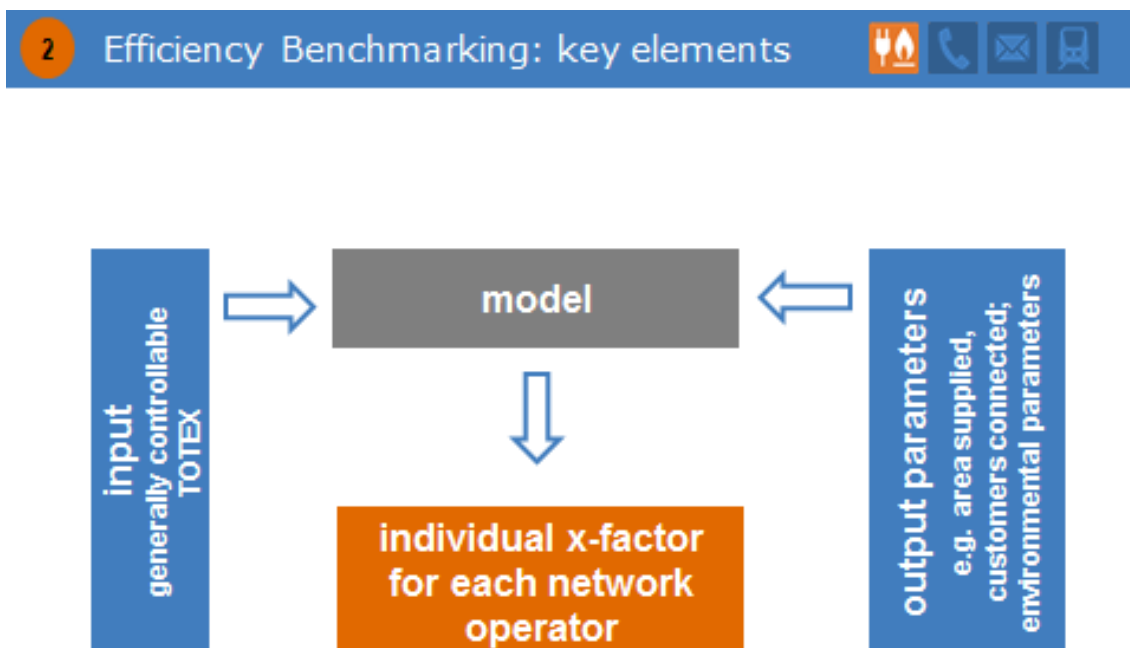 2
Efficiency Benchmarking: key elements
input
generally controllable
TOTEX
model
individual x-factor
for each network
operator
output parameters
e.g. area supplied,
customers connected;
environmental parameters